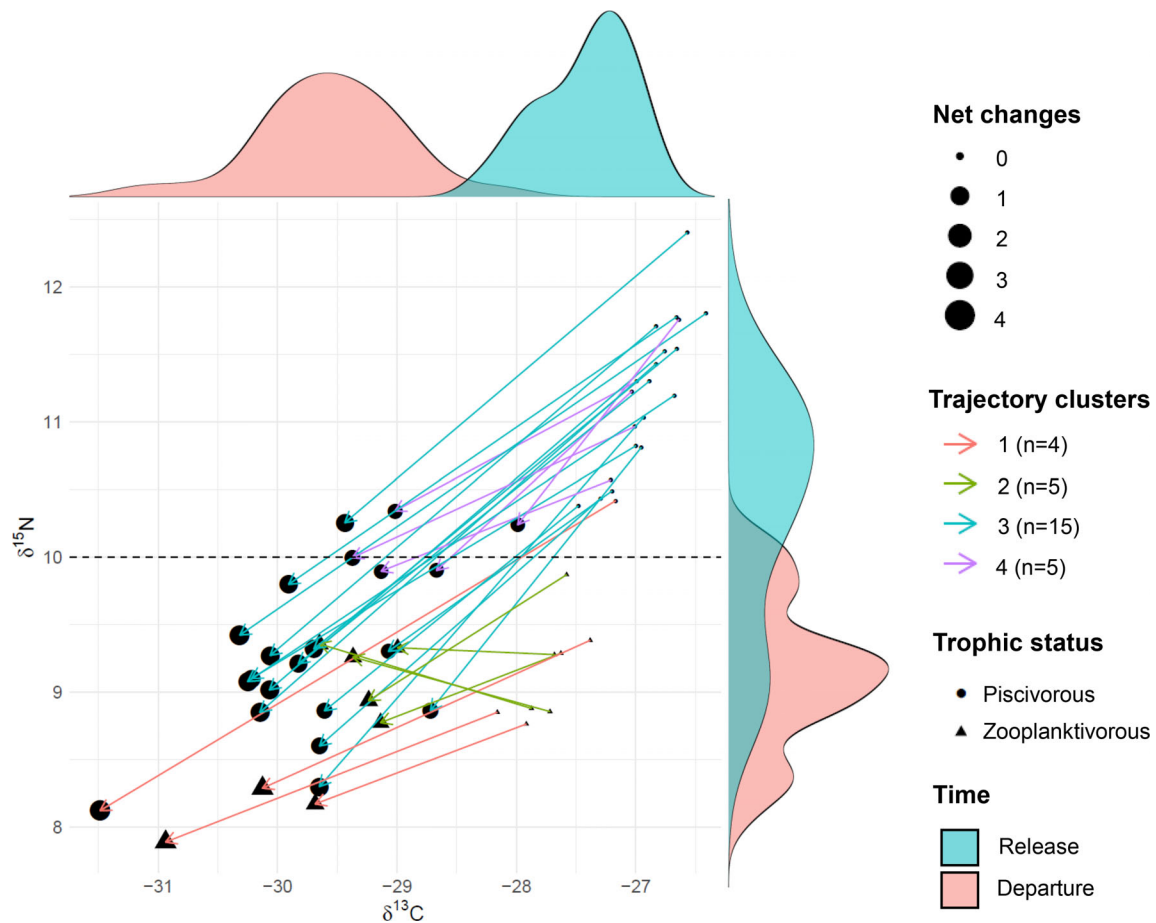 Net changes
0
1
2
3
4
Trajectory clusters
1 (n=4)
2 (n=5)
3 (n=15)
4 (n=5)
Trophic status
Piscivorous
Zooplanktivorous
Time
Release
Departure
12
11
10
9
8
δ¹⁵N
−31
−30
−29
−28
−27
δ¹³C